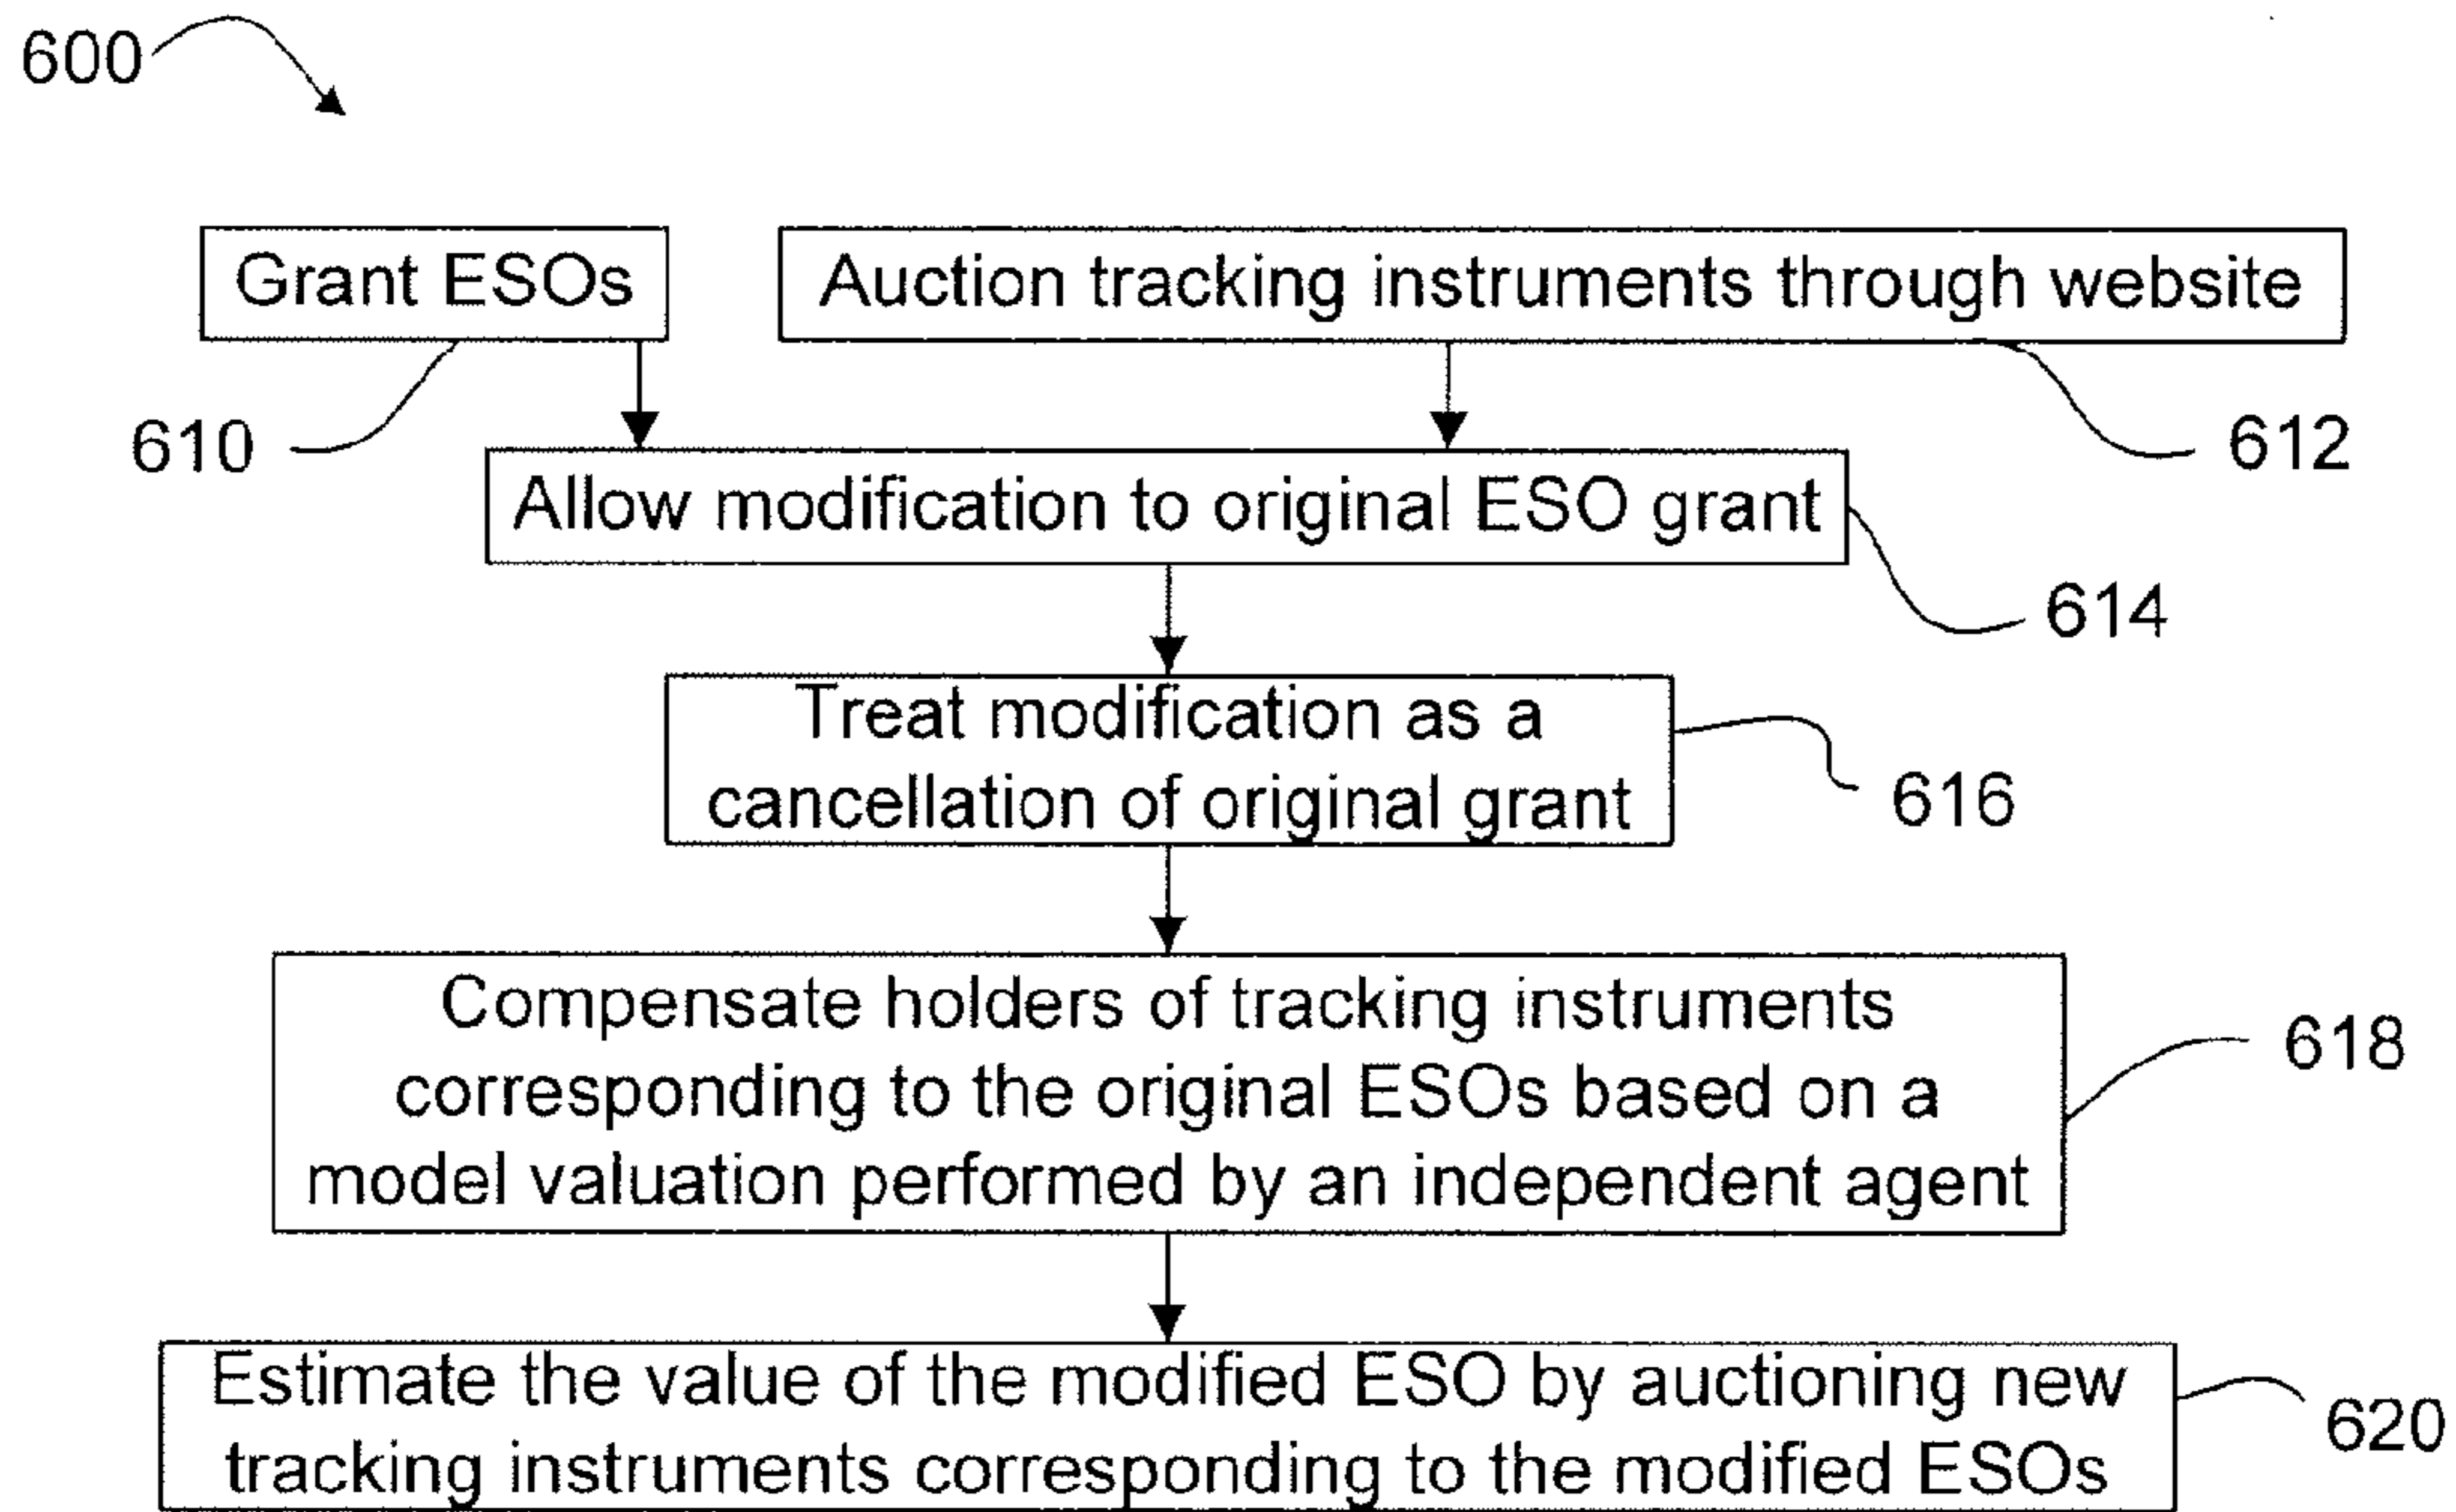 600
Grant ESOs
Auction tracking instruments through website
610
612
Allow modification to original ESO grant
614
Treat modification as a
cancellation of original grant
616
Compensate holders of tracking instruments
corresponding to the original ESOs based on a
model valuation performed by an independent agent
618
Estimate the value of the modified ESO by auctioning new
tracking instruments corresponding to the modified ESOs
620